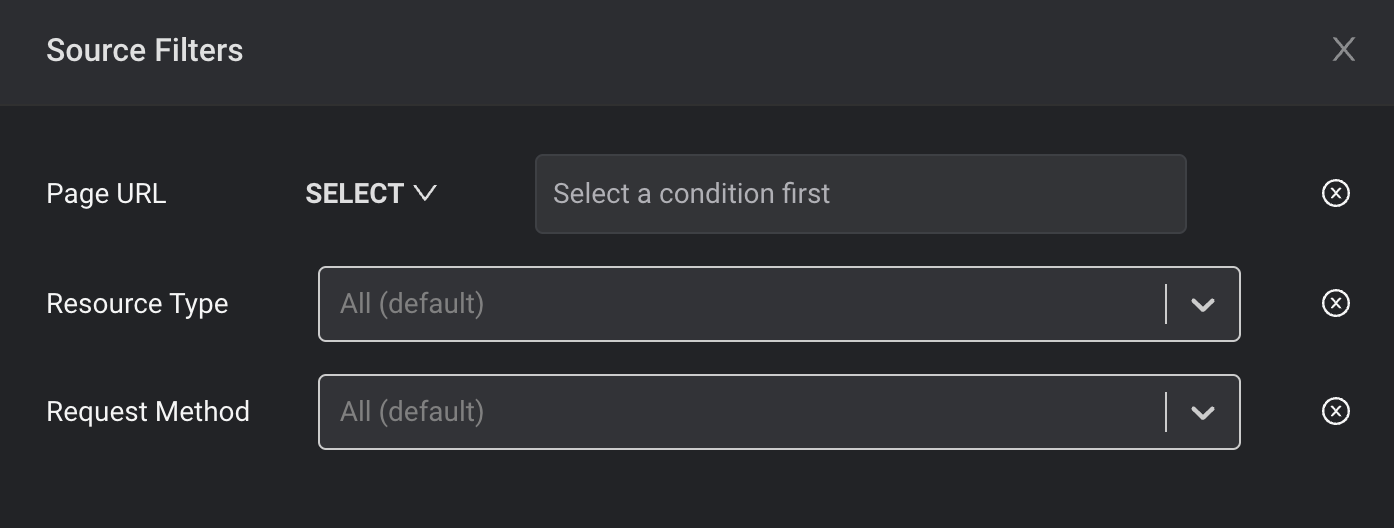 Source Filters
Page URL SELECT Select a condition first
Resource Type All (default)
Request Method All (default)